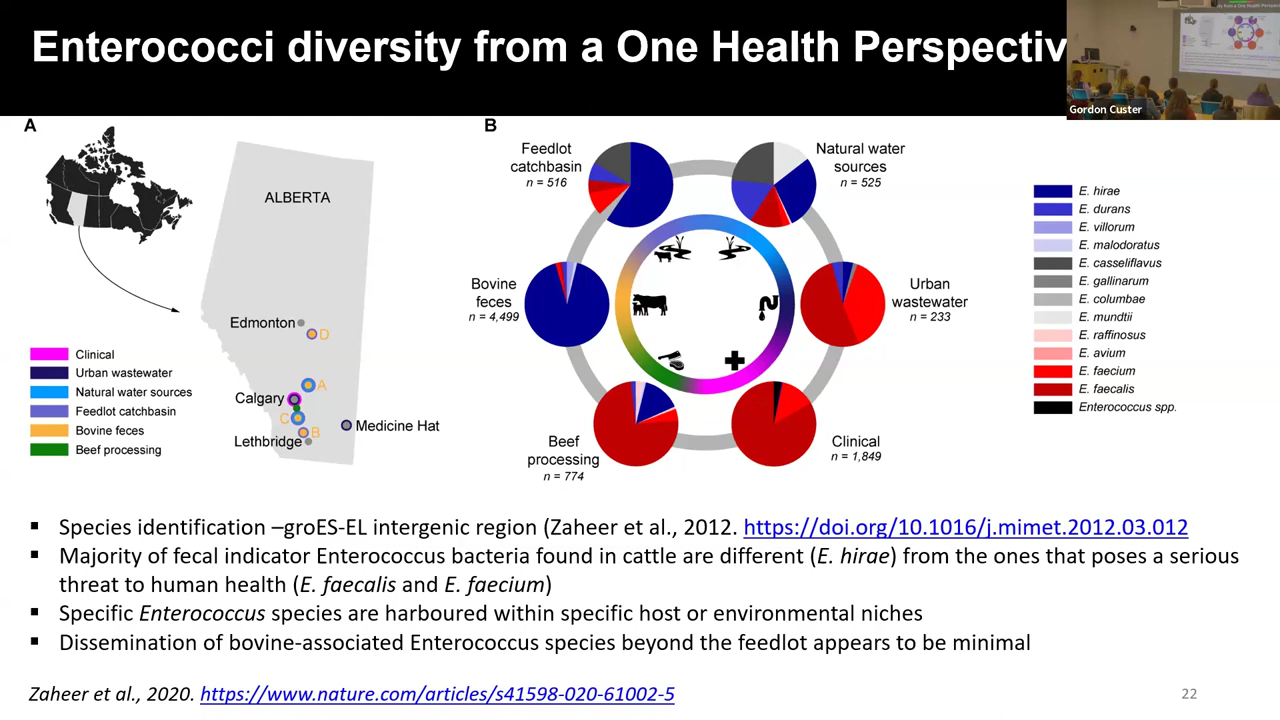 Enterococci diversity from a One Health Perspectiv
Gordon Custer
A
ALBERTA
Edmonton
D
A
Calgary
C
B
Lethbridge
Medicine Hat
Clinical
Urban wastewater
Natural water sources
Feedlot catchbasin
Bovine feces
Beef processing
B
Feedlot
catchbasin
n = 516
Natural water
sources
n = 525
Bovine
feces
n = 4,499
Urban
wastewater
n = 233
Beef
processing
n = 774
Clinical
n = 1,849
E. hirae
E. durans
E. villorum
E. malodoratus
E. casseliflavus
E. gallinarum
E. columbae
E. mundtii
E. raffinosus
E. avium
E. faecium
E. faecalis
Enterococcus spp.
▪ Species identification –groES-EL intergenic region (Zaheer et al., 2012. https://doi.org/10.1016/j.mimet.2012.03.012
▪ Majority of fecal indicator Enterococcus bacteria found in cattle are different (E. hirae) from the ones that poses a serious
threat to human health (E. faecalis and E. faecium)
▪ Specific Enterococcus species are harboured within specific host or environmental niches
▪ Dissemination of bovine-associated Enterococcus species beyond the feedlot appears to be minimal
Zaheer et al., 2020. https://www.nature.com/articles/s41598-020-61002-5
22